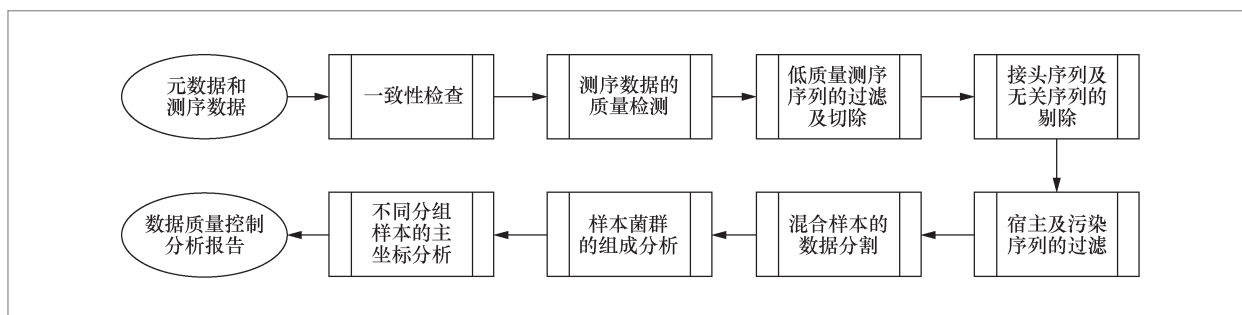 元数据和
测序数据
一致性检查
测序数据的
质量检测
低质量测序
序列的过滤
及切除
接头序列及
无关序列的
剔除
宿主及污染
序列的过滤
混合样本的
数据分割
样本菌群
的组成分析
不同分组
样本的主
坐标分析
数据质量控制
分析报告